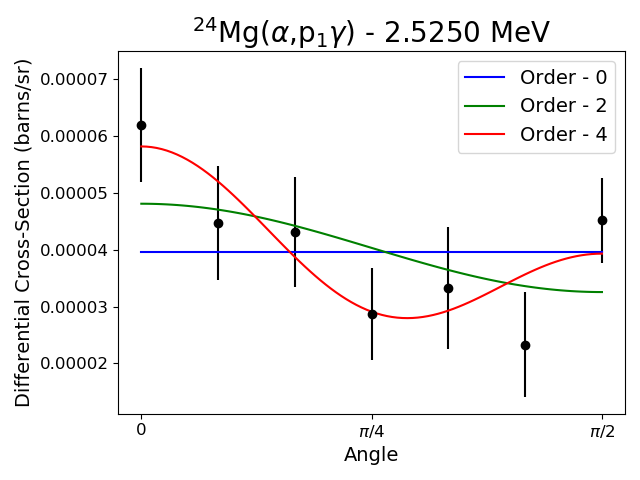 ²⁴Mg(α,p₁γ) - 2.5250 MeV
Differential Cross-Section (barns/sr)
0.00007
0.00006
0.00005
0.00004
0.00003
0.00002
Order - 0
Order - 2
Order - 4
0
π/4
π/2
Angle